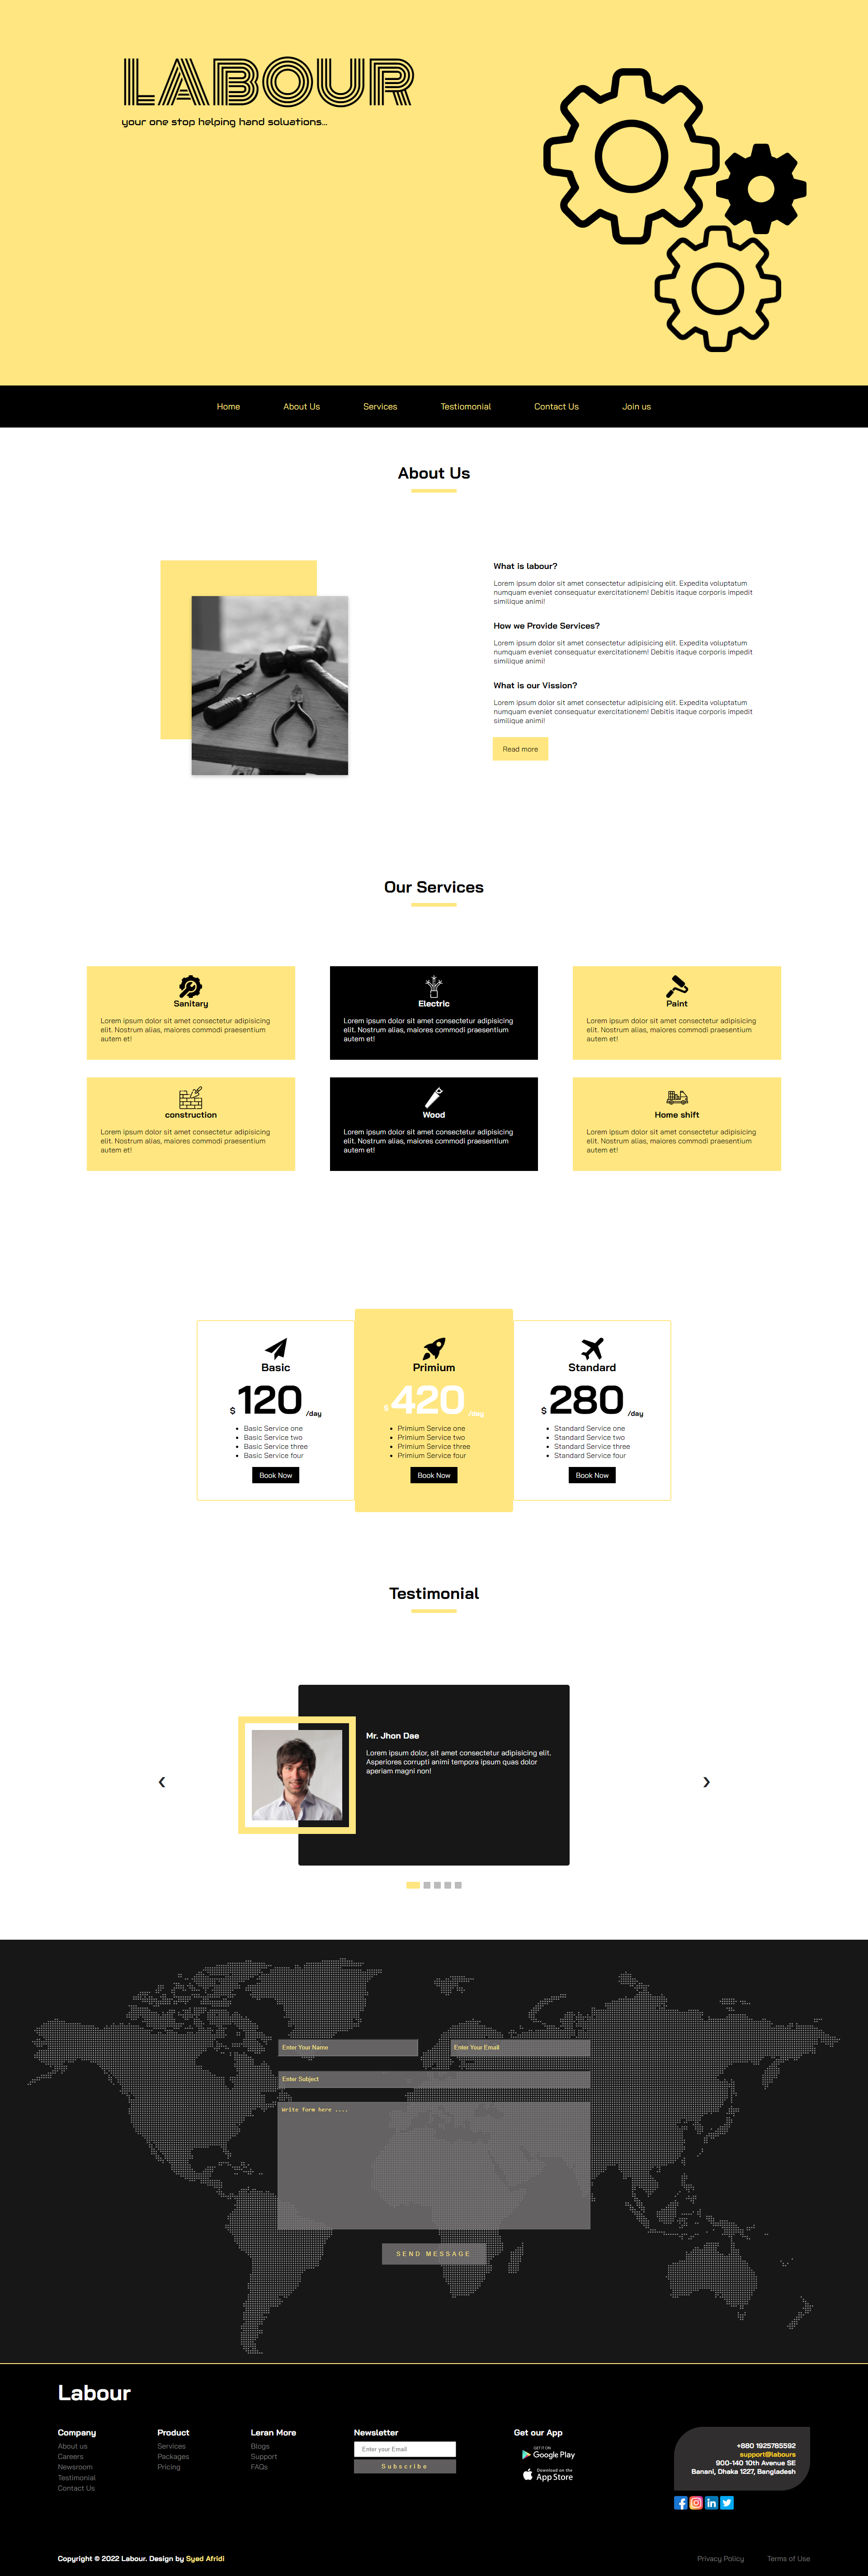 LABOUR
your one stop helping hand soluations...
Home About Us Services Testiomonial Contact Us Join us
About Us
What is labour?
Lorem ipsum dolor sit amet consectetur adipisicing elit. Expedita voluptatum
numquam eveniet consequatur exercitationem! Debitis itaque corporis impedit
similique animi!
How we Provide Services?
Lorem ipsum dolor sit amet consectetur adipisicing elit. Expedita voluptatum
numquam eveniet consequatur exercitationem! Debitis itaque corporis impedit
similique animi!
What is our Vission?
Lorem ipsum dolor sit amet consectetur adipisicing elit. Expedita voluptatum
numquam eveniet consequatur exercitationem! Debitis itaque corporis impedit
similique animi!
Read more
Our Services
Sanitary
Lorem ipsum dolor sit amet consectetur adipisicing
elit. Nostrum alias, maiores commodi praesentium
autem et!
Electric
Lorem ipsum dolor sit amet consectetur adipisicing
elit. Nostrum alias, maiores commodi praesentium
autem et!
Paint
Lorem ipsum dolor sit amet consectetur adipisicing
elit. Nostrum alias, maiores commodi praesentium
autem et!
construction
Lorem ipsum dolor sit amet consectetur adipisicing
elit. Nostrum alias, maiores commodi praesentium
autem et!
Wood
Lorem ipsum dolor sit amet consectetur adipisicing
elit. Nostrum alias, maiores commodi praesentium
autem et!
Home shift
Lorem ipsum dolor sit amet consectetur adipisicing
elit. Nostrum alias, maiores commodi praesentium
autem et!
Basic
$120 /day
• Basic Service one
• Basic Service two
• Basic Service three
• Basic Service four
Book Now
Primium
$420 /day
• Primium Service one
• Primium Service two
• Primium Service three
• Primium Service four
Book Now
Standard
$280 /day
• Standard Service one
• Standard Service two
• Standard Service three
• Standard Service four
Book Now
Testimonial
Mr. Jhon Dae
Lorem ipsum dolor, sit amet consectetur adipisicing elit.
Asperiores corrupti animi tempora ipsum quas dolor
aperiam magni non!
Enter Your Name
Enter Your Email
Enter Subject
Write form here ....
SEND MESSAGE
Labour
Company
About us
Careers
Newsroom
Testimonial
Contact Us
Product
Services
Packages
Pricing
Leran More
Blogs
Support
FAQs
Newsletter
Enter your Email
Subscribe
Get our App
GET IT ON
Google Play
Download on the
App Store
+880 1925785592
support@labours
900-140 10th Avenue SE
Banani, Dhaka 1227, Bangladesh
Copyright © 2022 Labour. Design by Syed Afridi
Privacy Policy Terms of Use